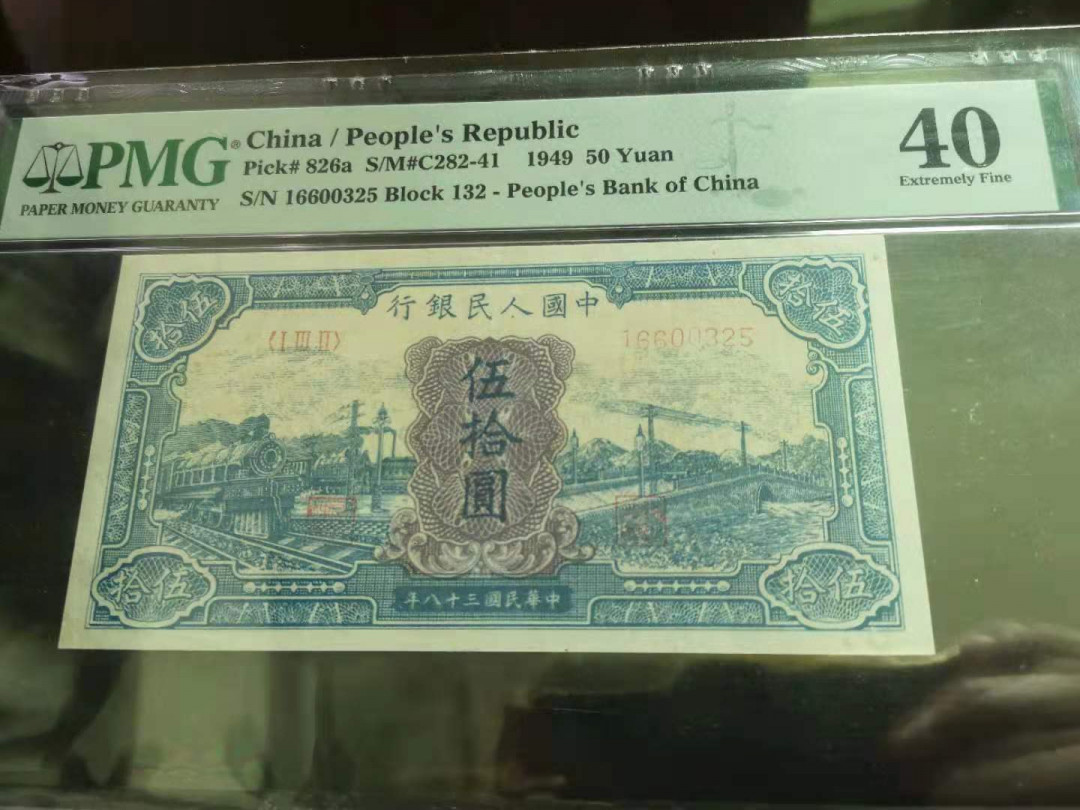 PMG®
PAPER MONEY GUARANTY
China / People's Republic
Pick# 826a S/M#C282-41 1949 50 Yuan
S/N 16600325 Block 132 - People's Bank of China
40
Extremely Fine
伍拾
中國人民銀行
伍拾
〈I III II〉
16600325
伍拾圓
伍拾
中華民國三十八年
伍拾